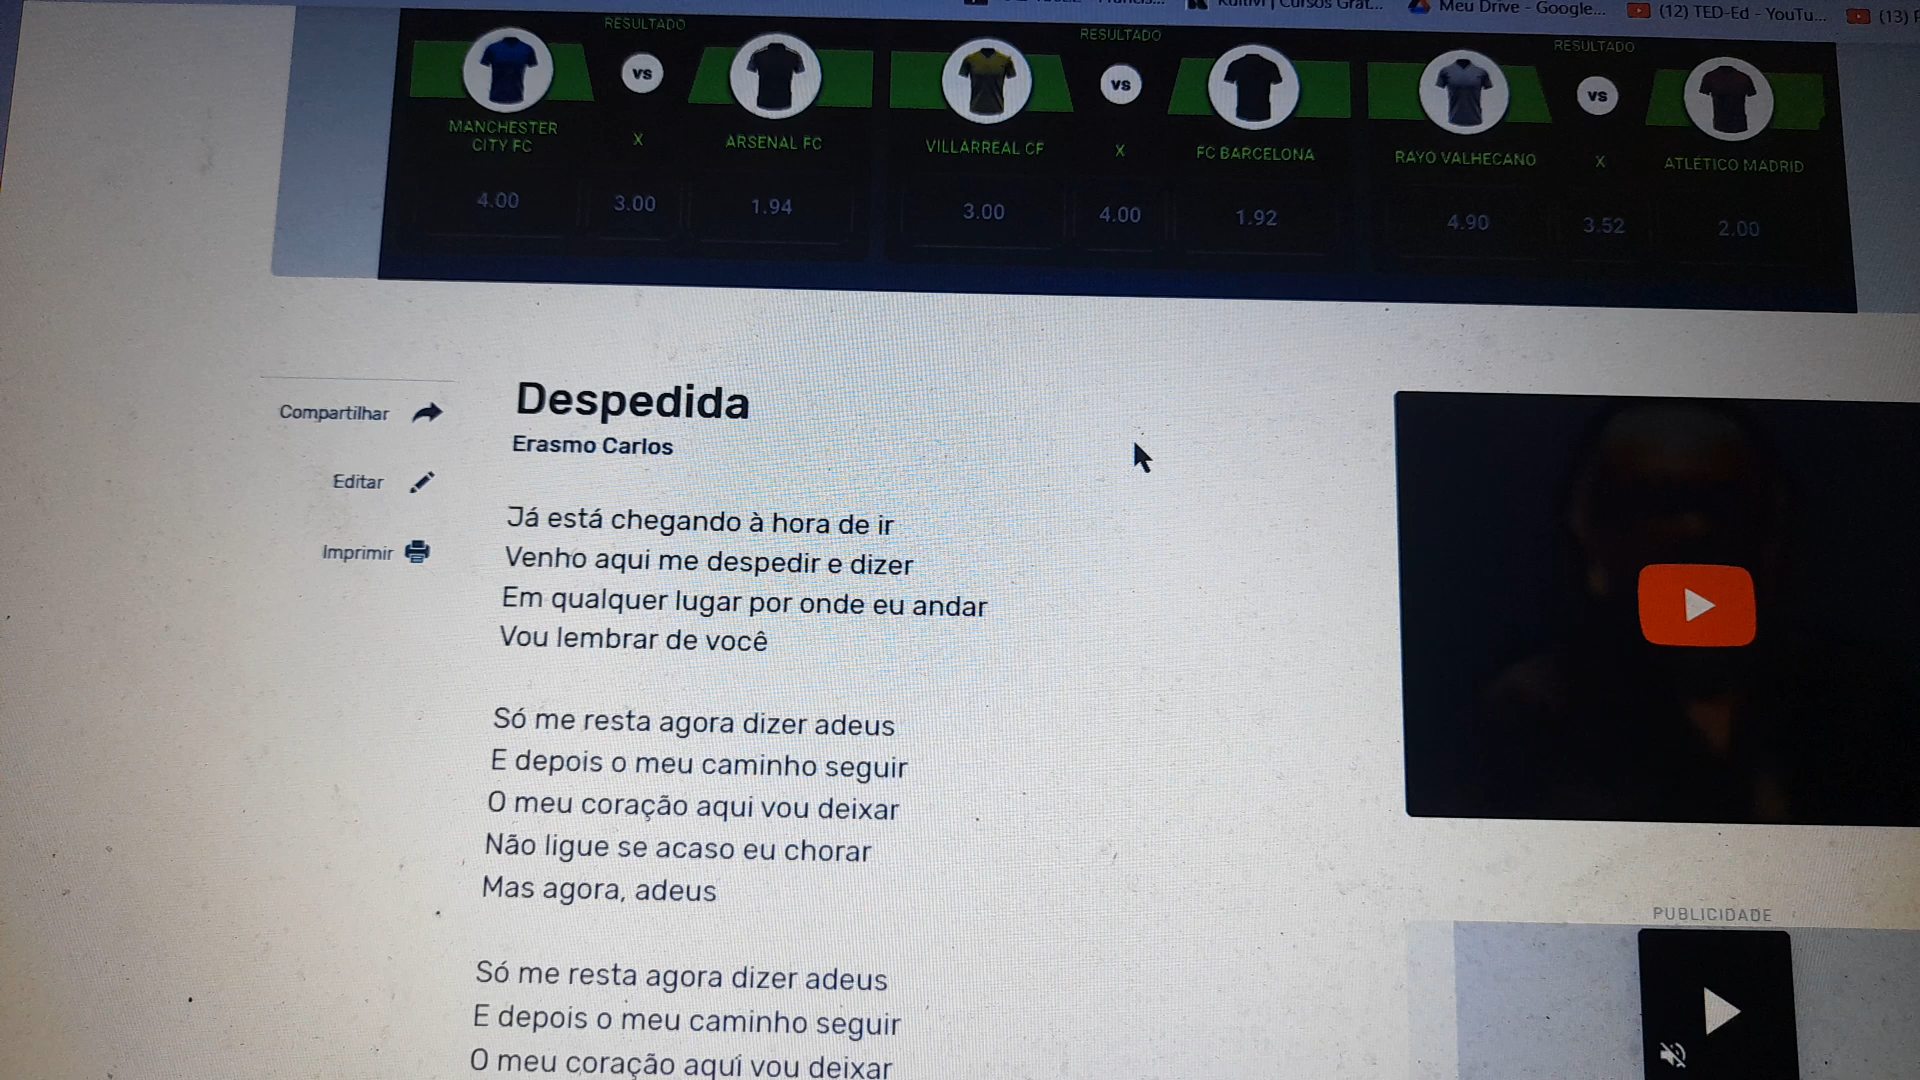 Meu Drive - Google...
(12) TED-Ed - YouTu...
(13)
RESULTADO
RESULTADO
RESULTADO
VS
VS
VS
MANCHESTER
CITY FC
X
ARSENAL FC
VILLARREAL CF
X
FC BARCELONA
RAYO VALHECANO
X
ATLÉTICO MADRID
4.00
3.00
1.94
3.00
4.00
1.92
4.90
3.52
2.00
Compartilhar
Editar
Imprimir
Despedida
Erasmo Carlos
Já está chegando à hora de ir
Venho aqui me despedir e dizer
Em qualquer lugar por onde eu andar
Vou lembrar de você
Só me resta agora dizer adeus
E depois o meu caminho seguir
O meu coração aqui vou deixar
Não ligue se acaso eu chorar
Mas agora, adeus
Só me resta agora dizer adeus
E depois o meu caminho seguir
O meu coração aqui vou deixar
PUBLICIDADE